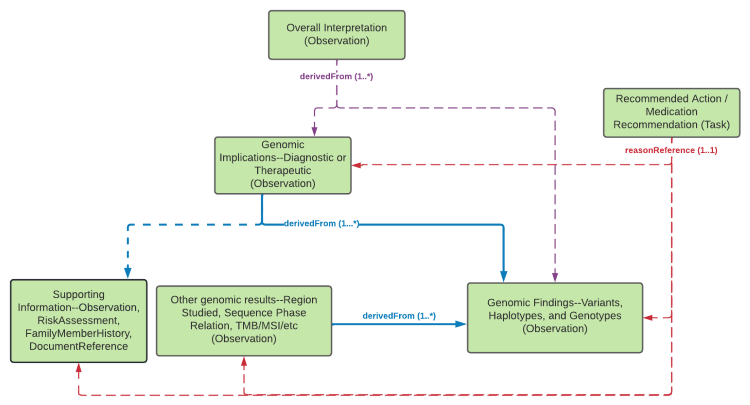 Overall Interpretation
(Observation)
derivedFrom (1..*)
Recommended Action /
Medication
Recommendation (Task)
reasonReference (1..1)
Genomic
Implications--Diagnostic or
Therapeutic
(Observation)
derivedFrom (1...*)
Supporting
Information--Observation,
RiskAssessment,
FamilyMemberHistory,
DocumentReference
Other genomic results--Region
Studied, Sequence Phase
Relation, TMB/MSI/etc
(Observation)
derivedFrom (1..*)
Genomic Findings--Variants,
Haplotypes, and Genotypes
(Observation)